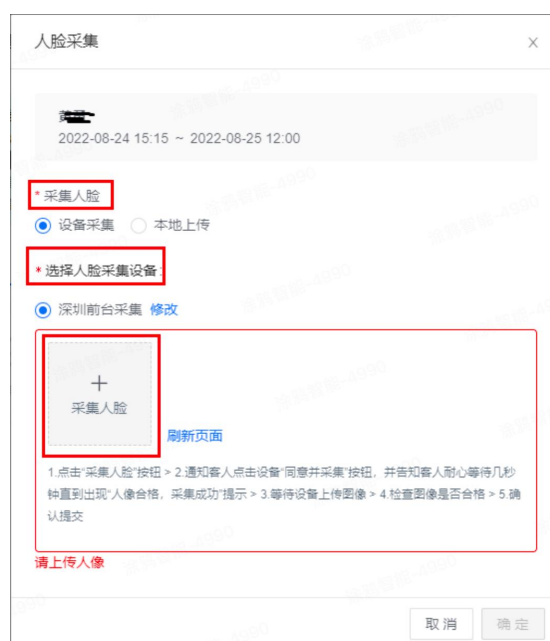 人脸采集
2022-08-24 15:15 ~ 2022-08-25 12:00
* 采集人脸
设备采集 本地上传
* 选择人脸采集设备:
深圳前台采集 修改
采集人脸
刷新页面
1.点击“采集人脸”按钮 > 2.通知客人点击设备“同意并采集”按钮，并告知客人耐心等待几秒
钟直到出现“人像合格，采集成功”提示 > 3.等待设备上传图像 > 4.检查图像是否合格 > 5.确
认提交
请上传人像
取 消 确 定